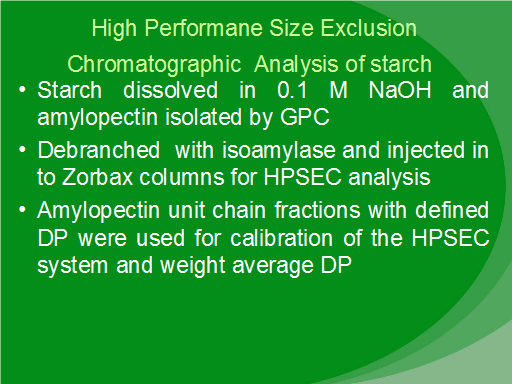 High Performane Size Exclusion
Chromatographic Analysis of starch
• Starch dissolved in 0.1 M NaOH and
amylopectin isolated by GPC
• Debranched with isoamylase and injected in
to Zorbax columns for HPSEC analysis
• Amylopectin unit chain fractions with defined
DP were used for calibration of the HPSEC
system and weight average DP